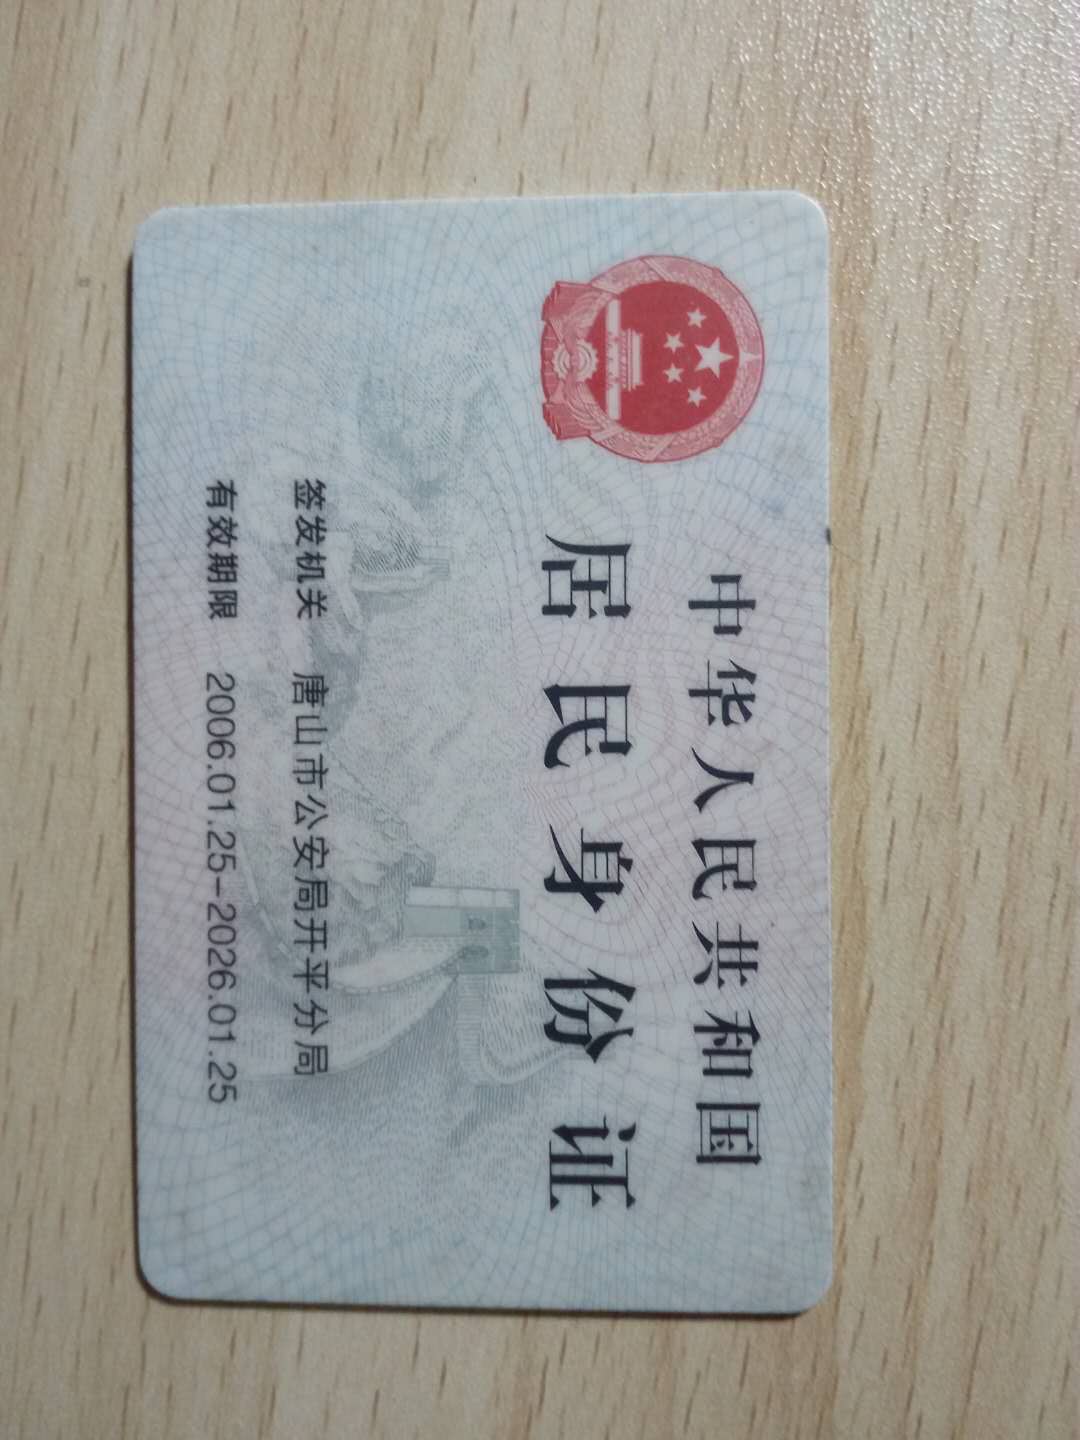 中华人民共和国
居民身份证
签发机关 唐山市公安局开平分局
有效期限 2006.01.25-2026.01.25